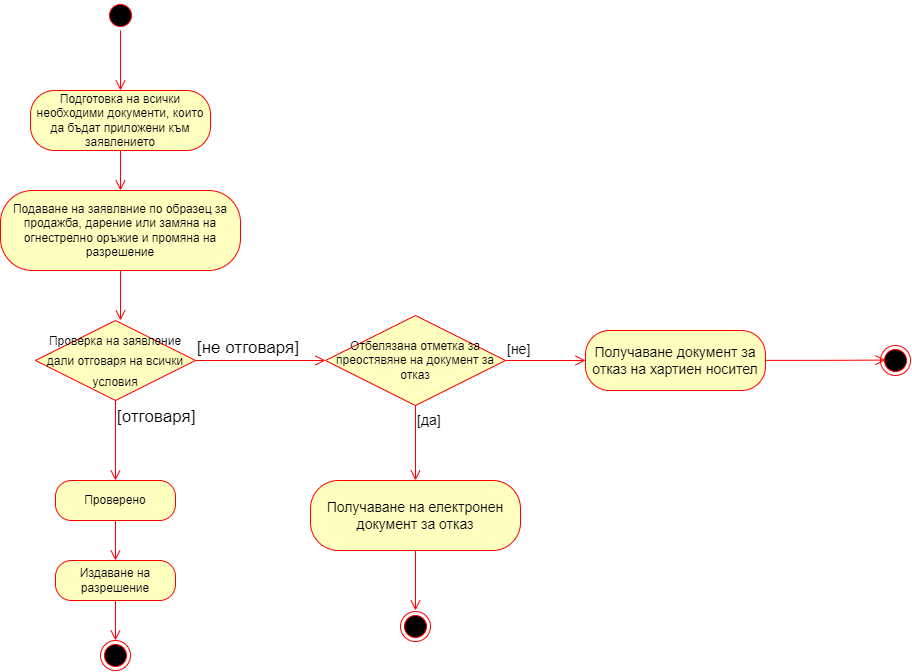 Подготовка на всички
необходими документи, които
да бъдат приложени към
заявлението
Подаване на заявлвние по образец за
продажба, дарение или замяна на
огнестрелно оръжие и промяна на
разрешение
Проверка на заявление
дали отговаря на всички
условия
[не отговаря]
Отбелязана отметка за
преостявяне на документ за
отказ
[не]
Получаване документ за
отказ на хартиен носител
[отговаря]
[да]
Проверено
Получаване на електронен
документ за отказ
Издаване на
разрешение